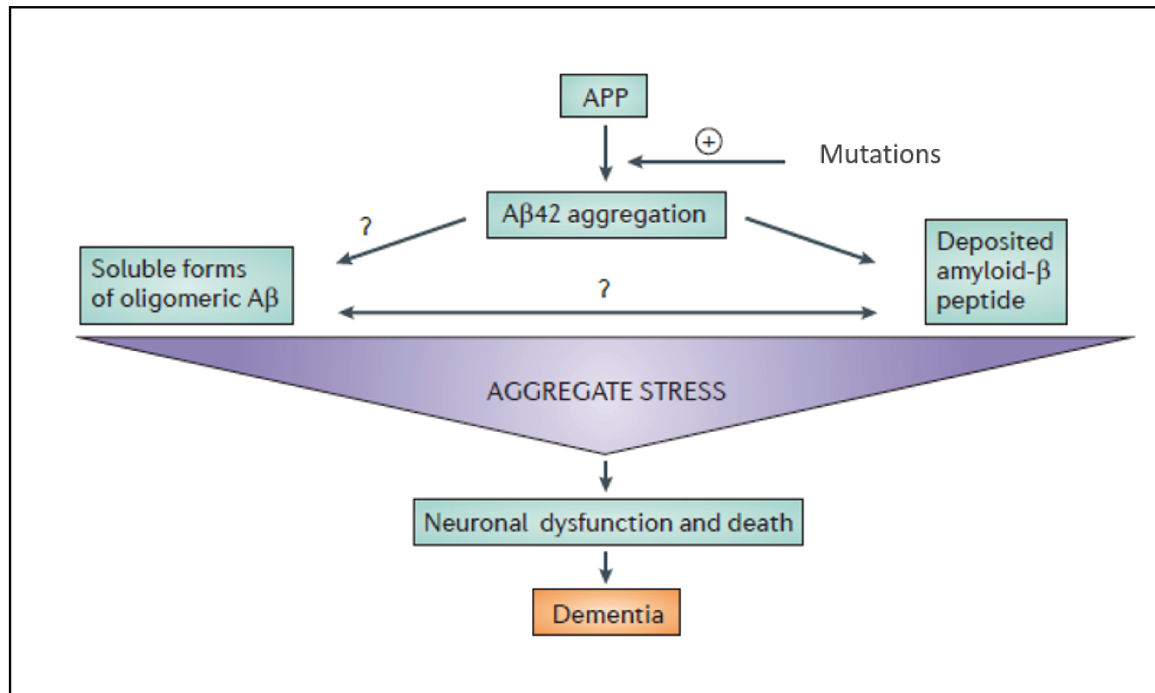 APP
+
Mutations
Aβ42 aggregation
?
Soluble forms
of oligomeric Aβ
?
Deposited
amyloid-β
peptide
AGGREGATE STRESS
Neuronal dysfunction and death
Dementia